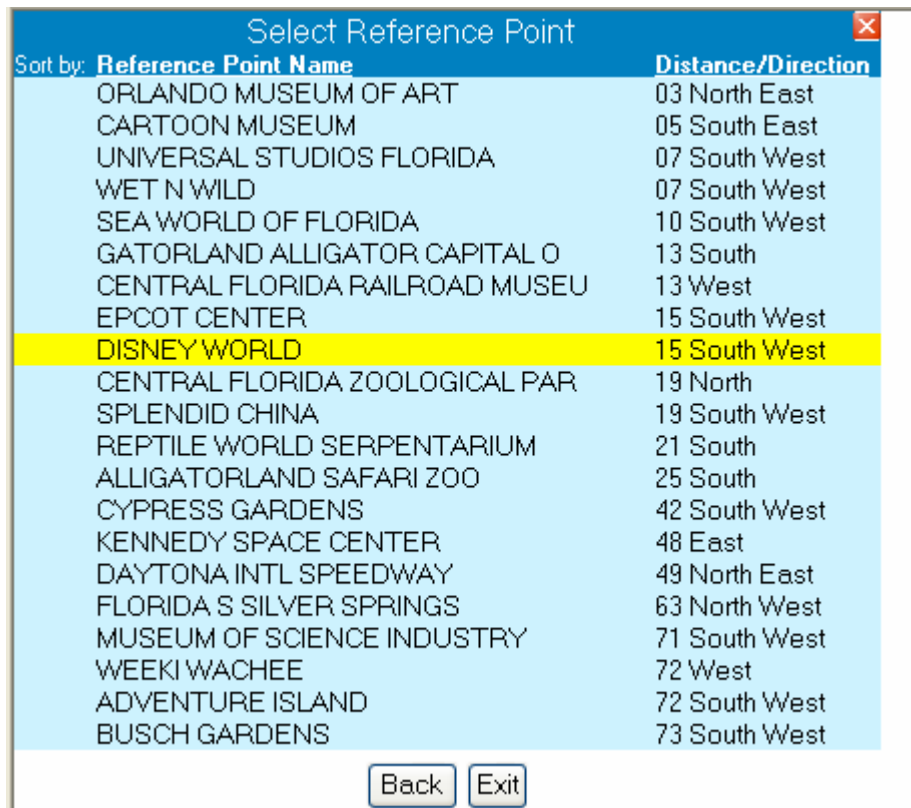 Select Reference Point
Sort by: Reference Point Name Distance/Direction
ORLANDO MUSEUM OF ART 03 North East
CARTOON MUSEUM 05 South East
UNIVERSAL STUDIOS FLORIDA 07 South West
WET N WILD 07 South West
SEA WORLD OF FLORIDA 10 South West
GATORLAND ALLIGATOR CAPITAL O 13 South
CENTRAL FLORIDA RAILROAD MUSEU 13 West
EPCOT CENTER 15 South West
DISNEY WORLD 15 South West
CENTRAL FLORIDA ZOOLOGICAL PAR 19 North
SPLENDID CHINA 19 South West
REPTILE WORLD SERPENTARIUM 21 South
ALLIGATORLAND SAFARI ZOO 25 South
CYPRESS GARDENS 42 South West
KENNEDY SPACE CENTER 48 East
DAYTONA INTL SPEEDWAY 49 North East
FLORIDA S SILVER SPRINGS 63 North West
MUSEUM OF SCIENCE INDUSTRY 71 South West
WEEKI WACHEE 72 West
ADVENTURE ISLAND 72 South West
BUSCH GARDENS 73 South West
Back Exit